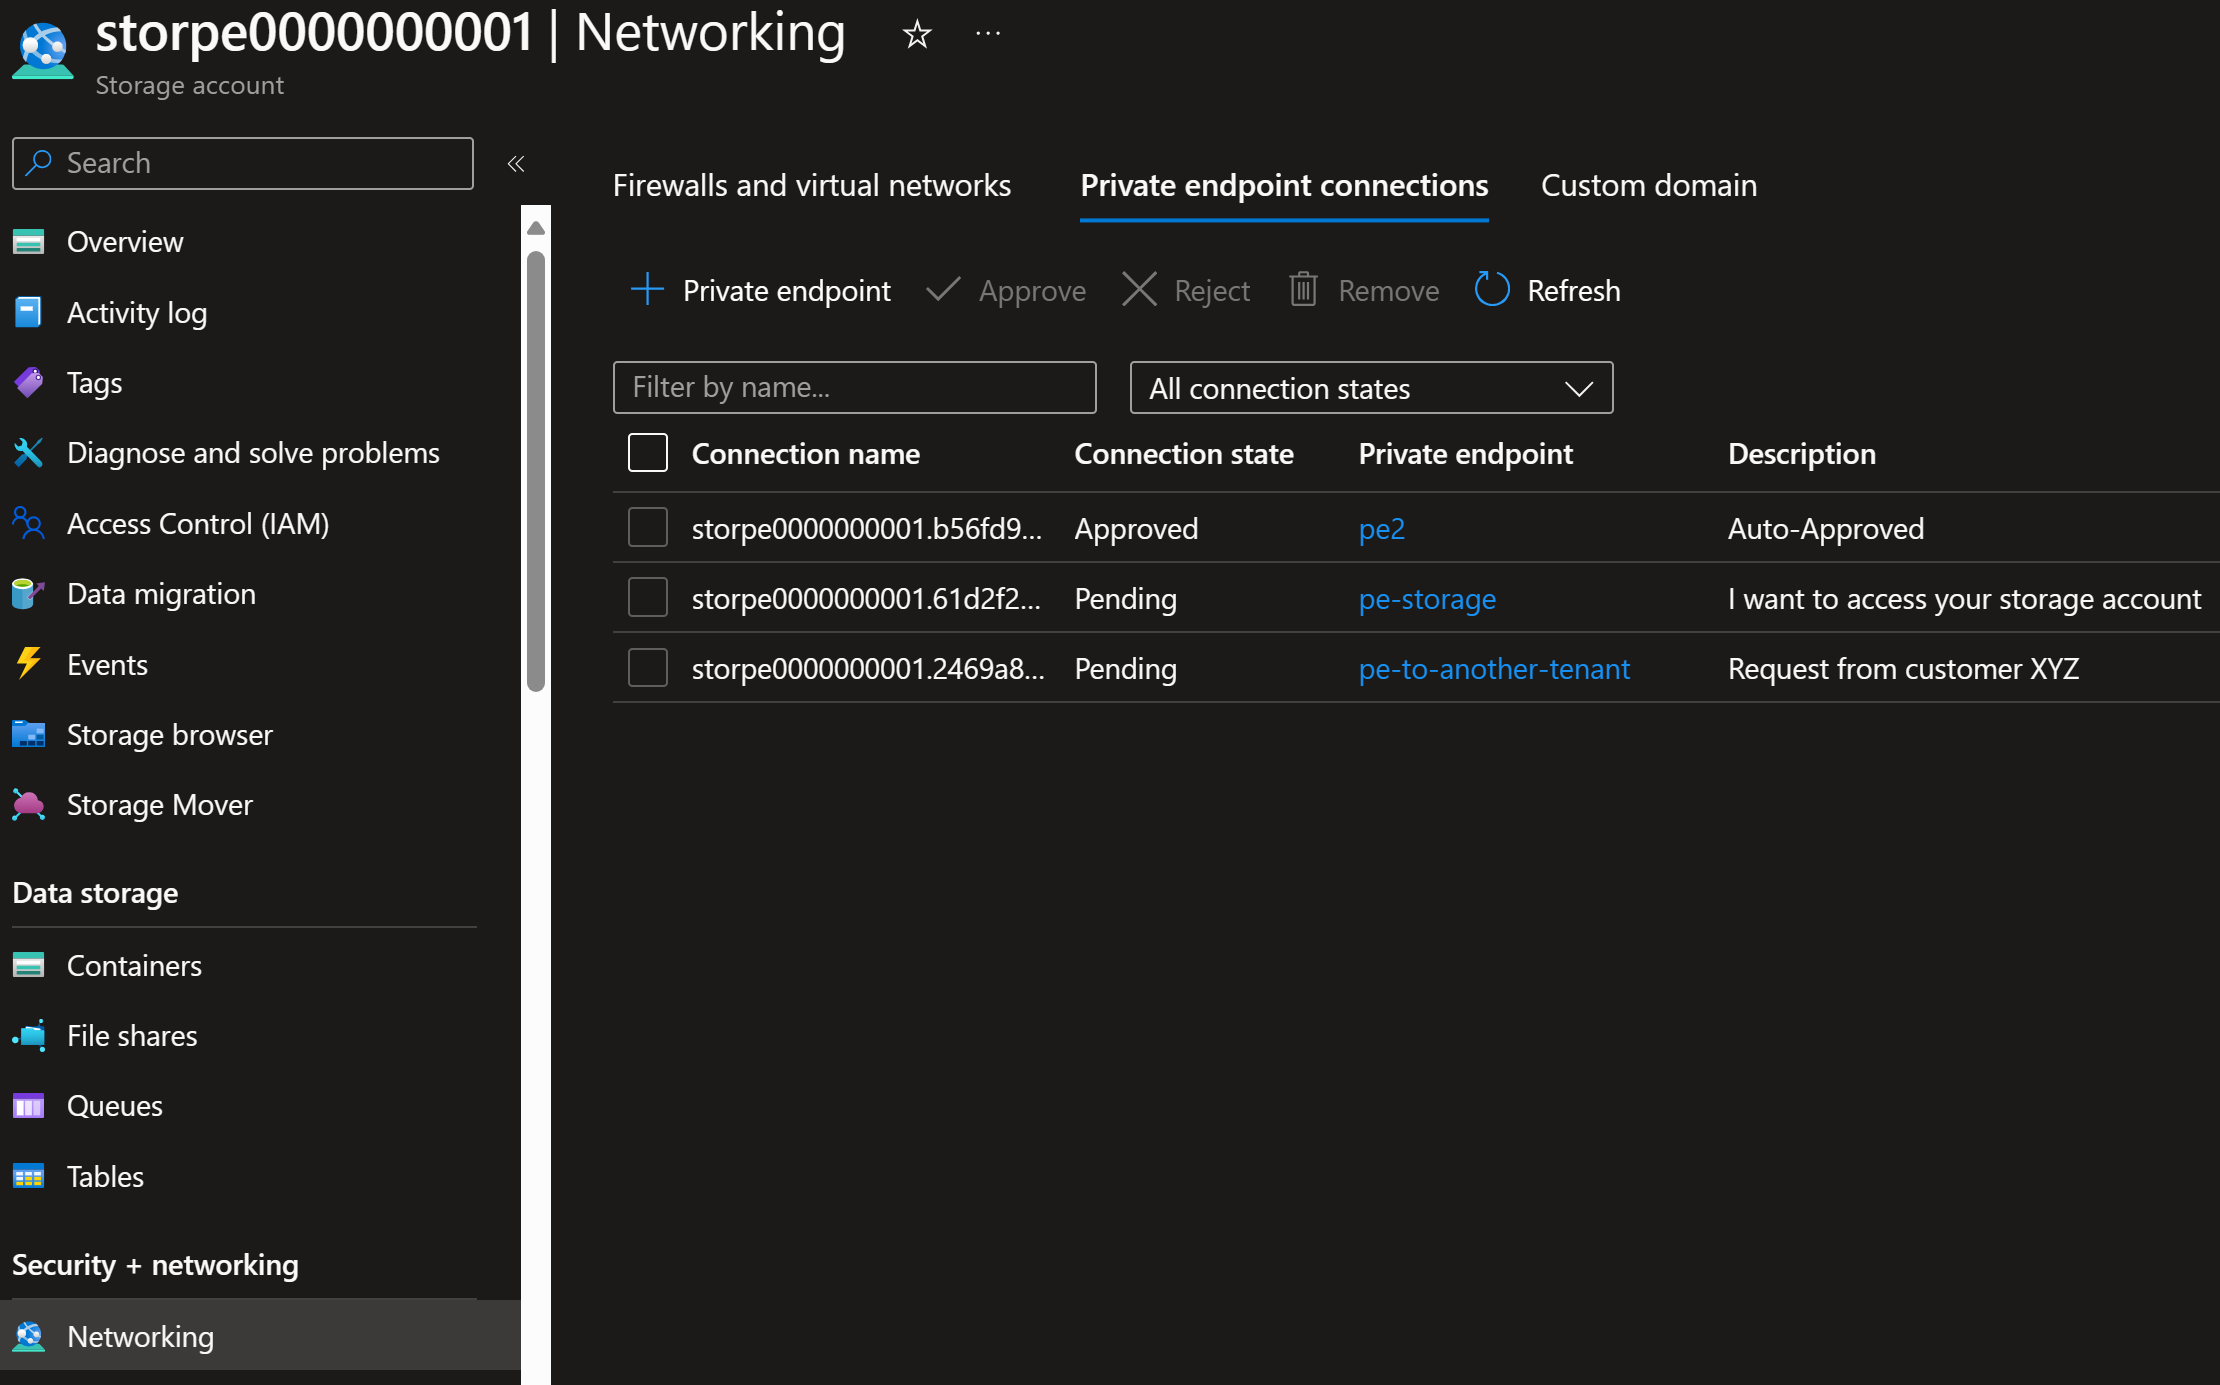 storpe0000000001 | Networking
Storage account
Search
Overview
Activity log
Tags
Diagnose and solve problems
Access Control (IAM)
Data migration
Events
Storage browser
Storage Mover
Data storage
Containers
File shares
Queues
Tables
Security + networking
Networking
Firewalls and virtual networks Private endpoint connections Custom domain
Private endpoint Approve Reject Remove Refresh
Filter by name... All connection states
Connection name Connection state Private endpoint Description
storpe0000000001.b56fd9... Approved pe2 Auto-Approved
storpe0000000001.61d2f2... Pending pe-storage I want to access your storage account
storpe0000000001.2469a8... Pending pe-to-another-tenant Request from customer XYZ